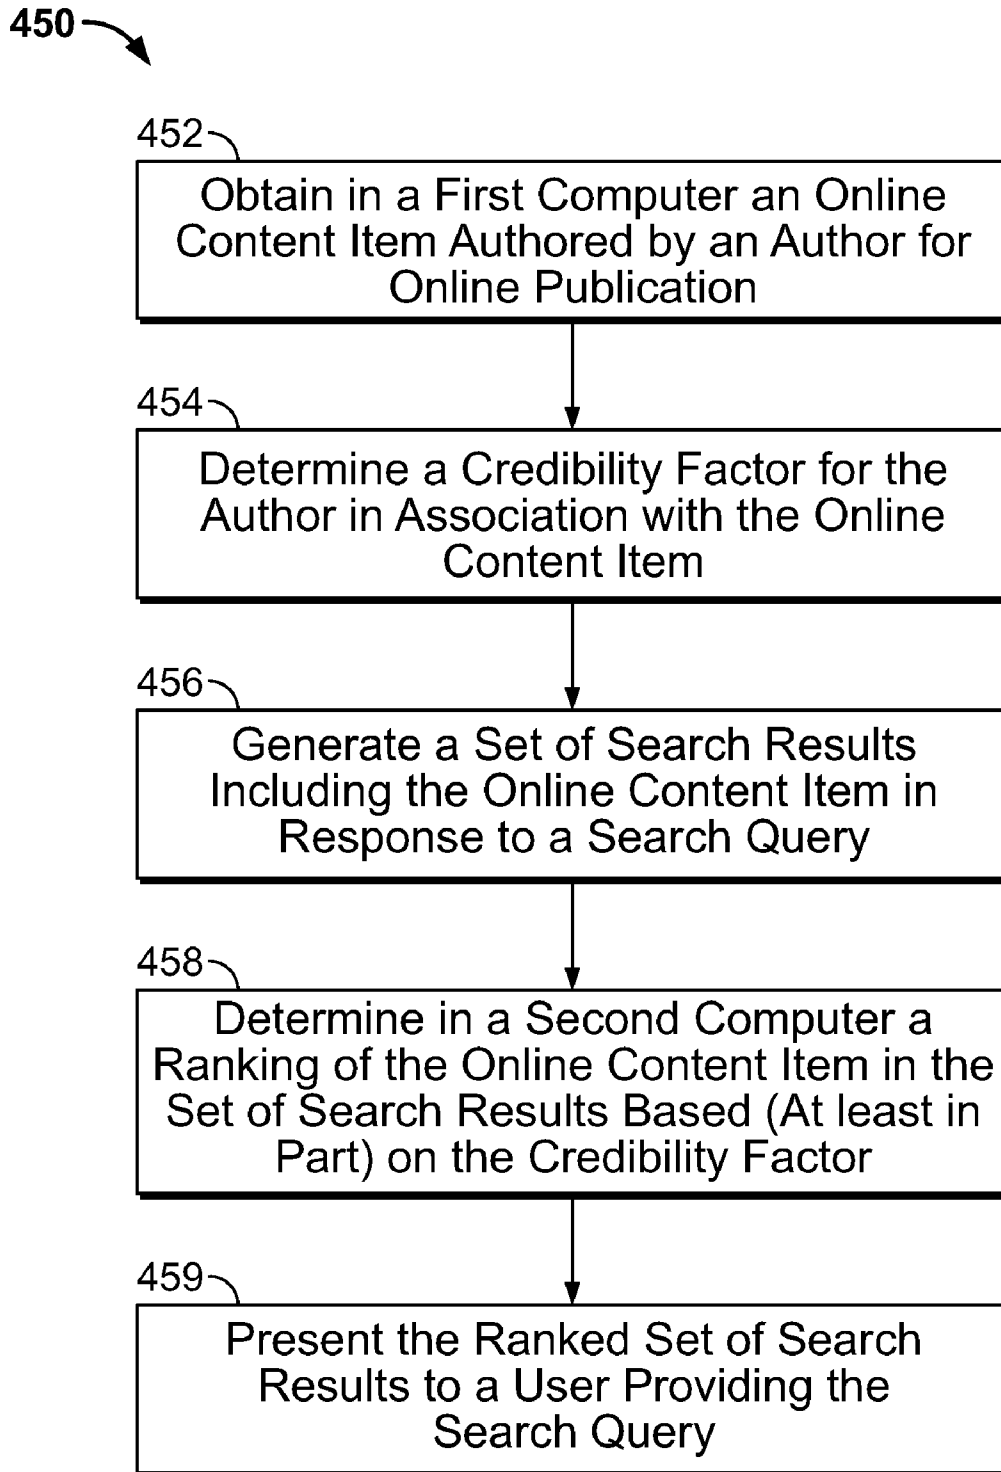 450
452
Obtain in a First Computer an Online
Content Item Authored by an Author for
Online Publication
454
Determine a Credibility Factor for the
Author in Association with the Online
Content Item
456
Generate a Set of Search Results
Including the Online Content Item in
Response to a Search Query
458
Determine in a Second Computer a
Ranking of the Online Content Item in the
Set of Search Results Based (At least in
Part) on the Credibility Factor
459
Present the Ranked Set of Search
Results to a User Providing the
Search Query